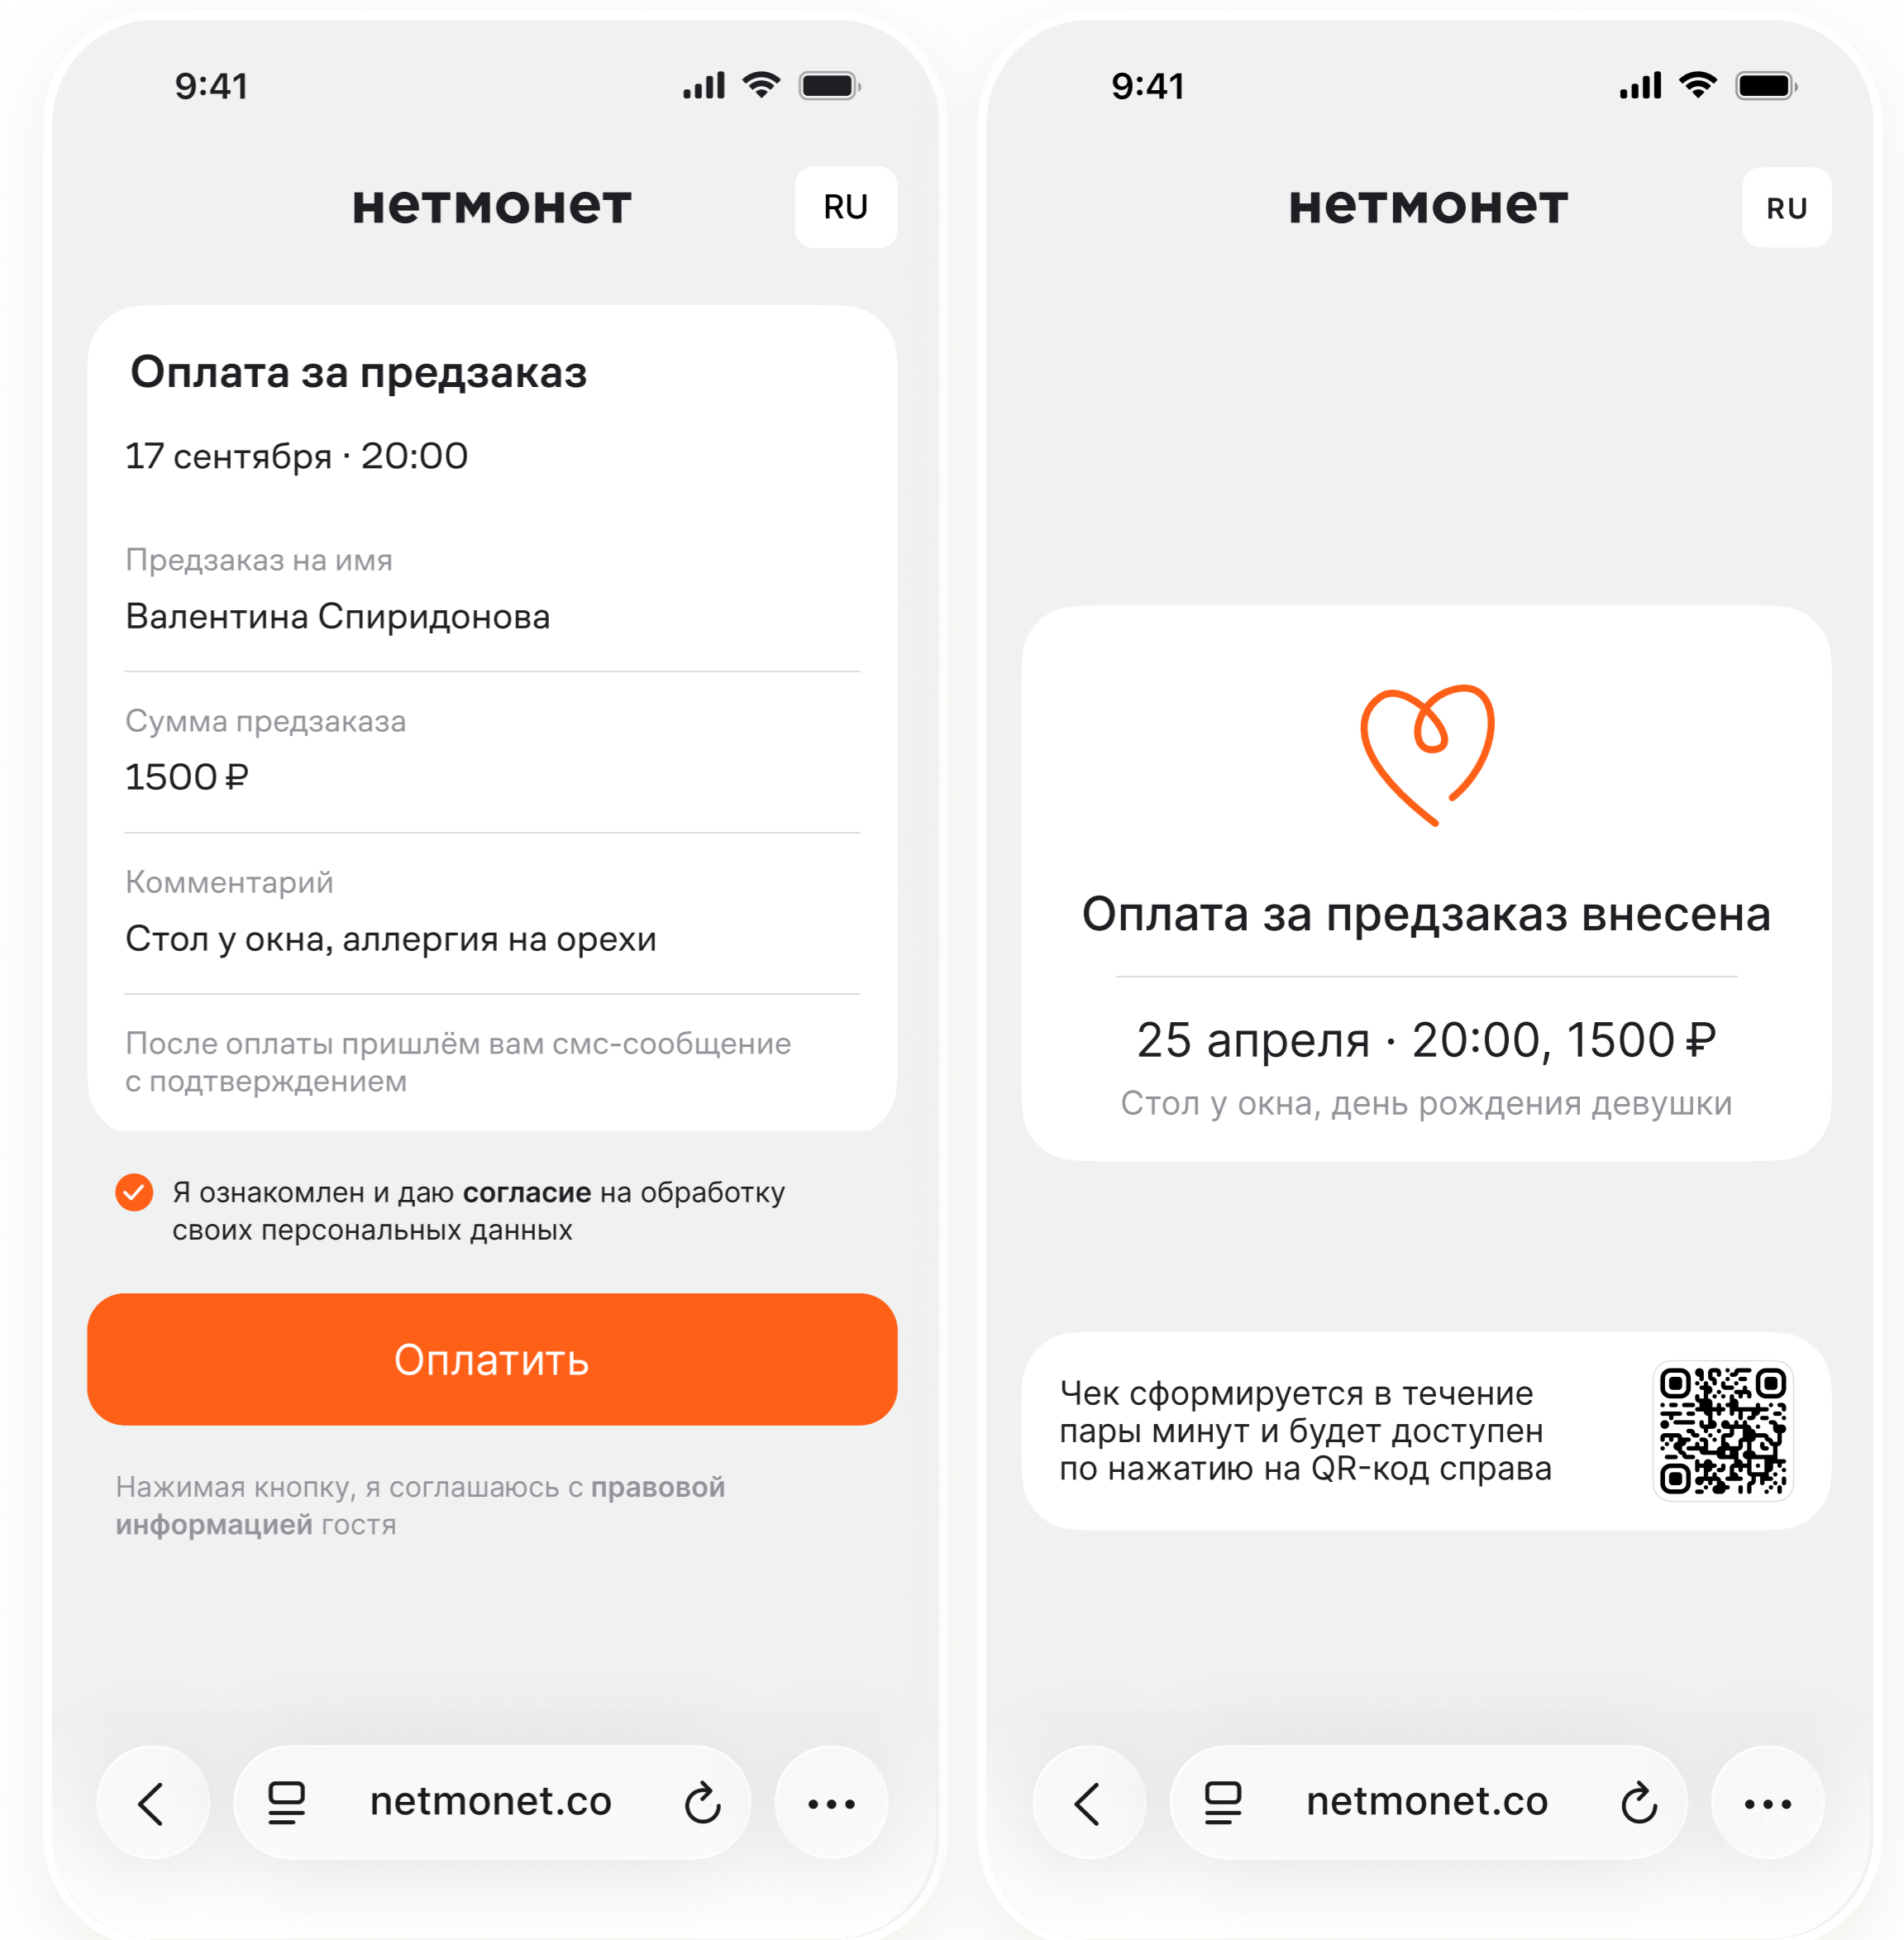 9:41
нетмонет
RU
Оплата за предзаказ
17 сентября · 20:00
Предзаказ на имя
Валентина Спиридонова
Сумма предзаказа
1500 ₽
Комментарий
Стол у окна, аллергия на орехи
После оплаты пришлём вам смс-сообщение
с подтверждением
Я ознакомлен и даю согласие на обработку
своих персональных данных
Оплатить
Нажимая кнопку, я соглашаюсь с правовой
информацией гостя
netmonet.co
9:41
нетмонет
RU
Оплата за предзаказ внесена
25 апреля · 20:00, 1500 ₽
Стол у окна, день рождения девушки
Чек сформируется в течение
пары минут и будет доступен
по нажатию на QR-код справа
netmonet.co